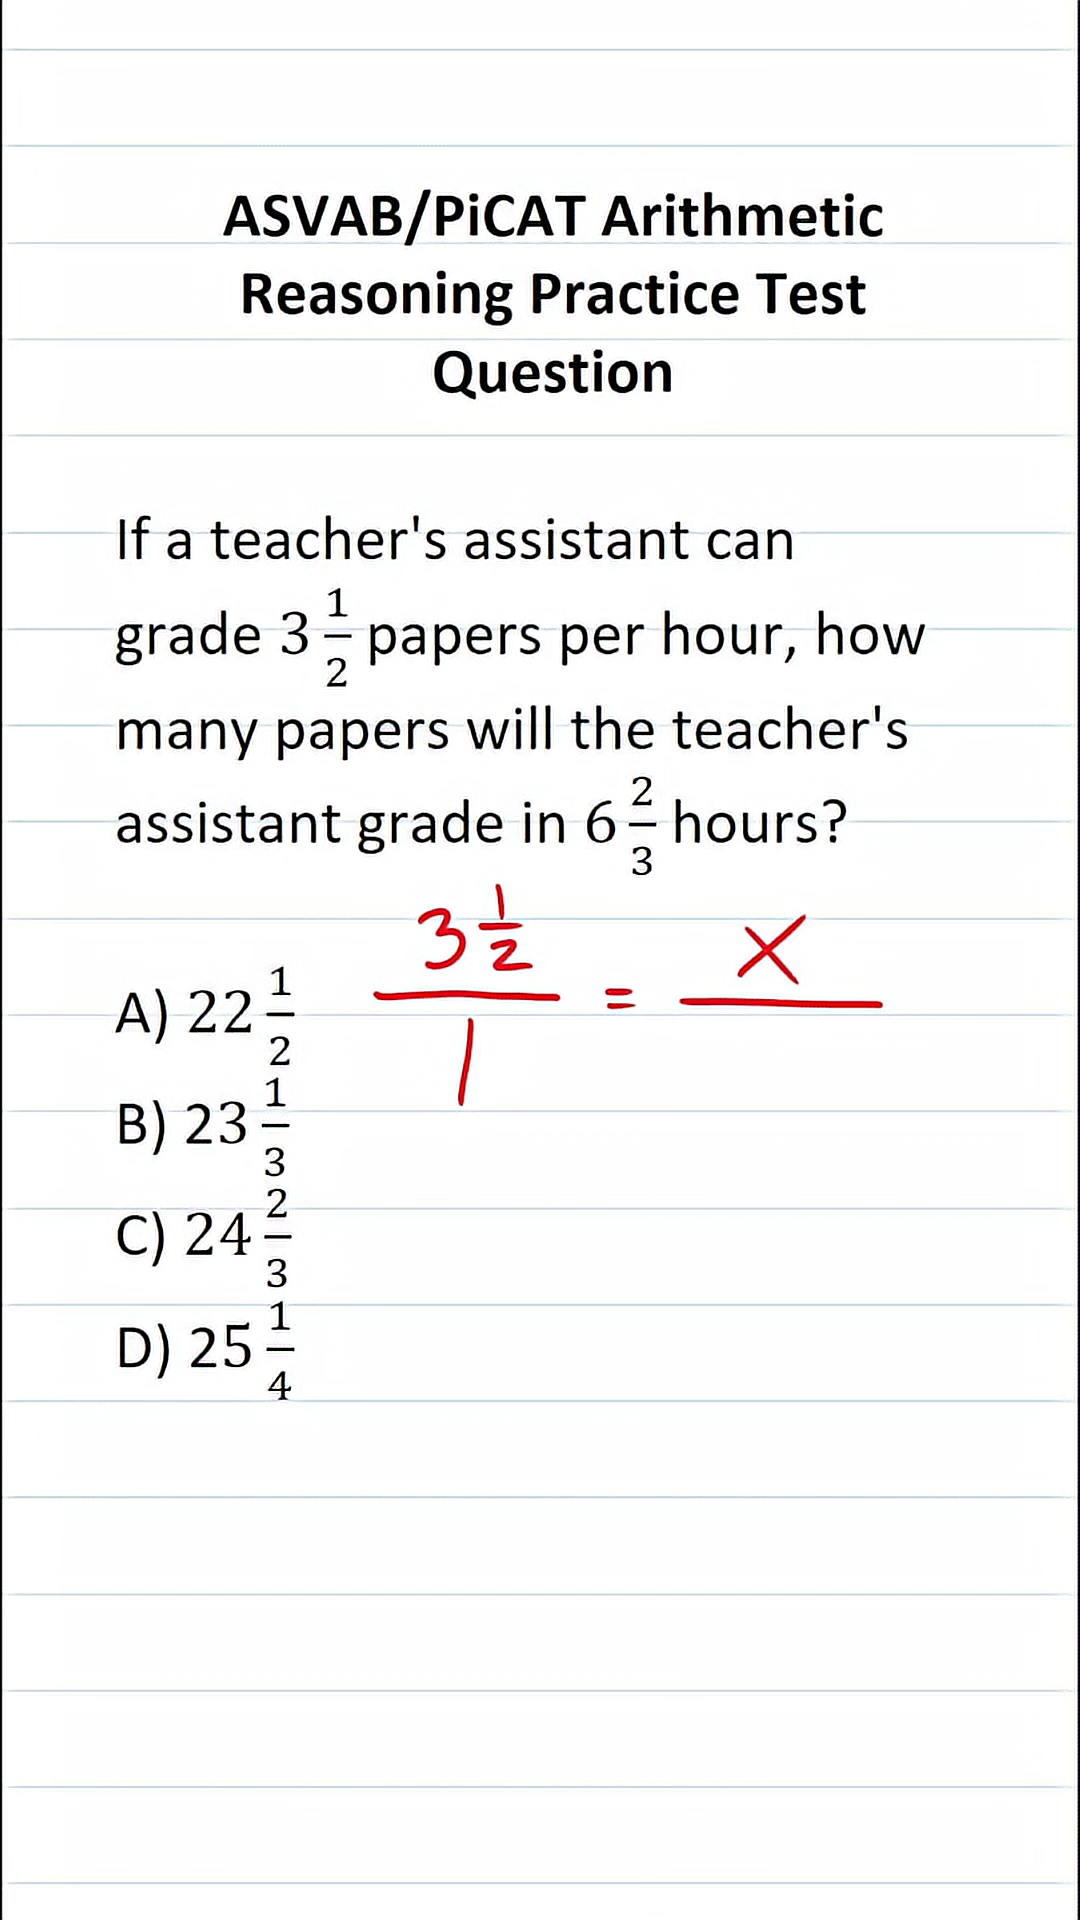 ASVAB/PiCAT Arithmetic
Reasoning Practice Test
Question
If a teacher's assistant can
grade 3 1/2 papers per hour, how
many papers will the teacher's
assistant grade in 6 2/3 hours?
3 1/2 / 1 = X
A) 22 1/2
B) 23 1/3
C) 24 2/3
D) 25 1/4